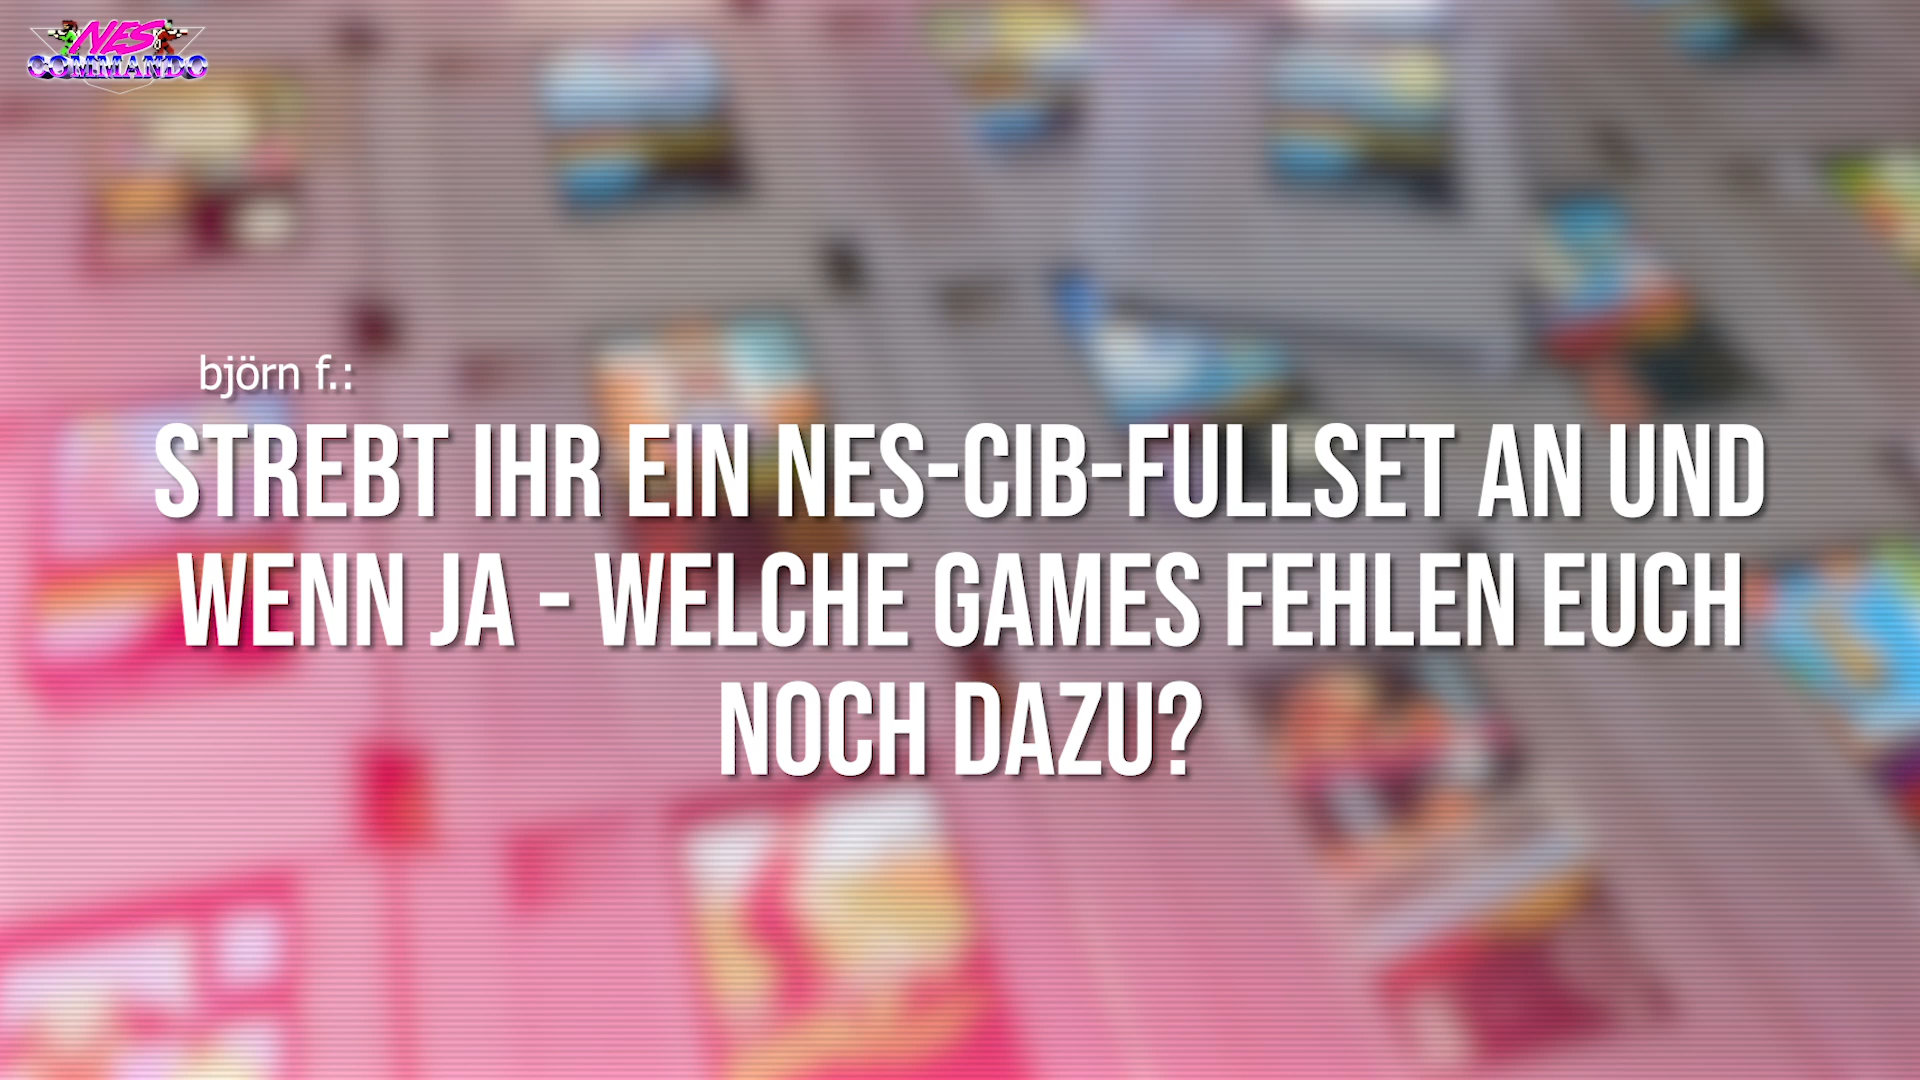 NES
COMMANDO
björn f.:
STREBT IHR EIN NES-CIB-FULLSET AN UND
WENN JA - WELCHE GAMES FEHLEN EUCH
NOCH DAZU?